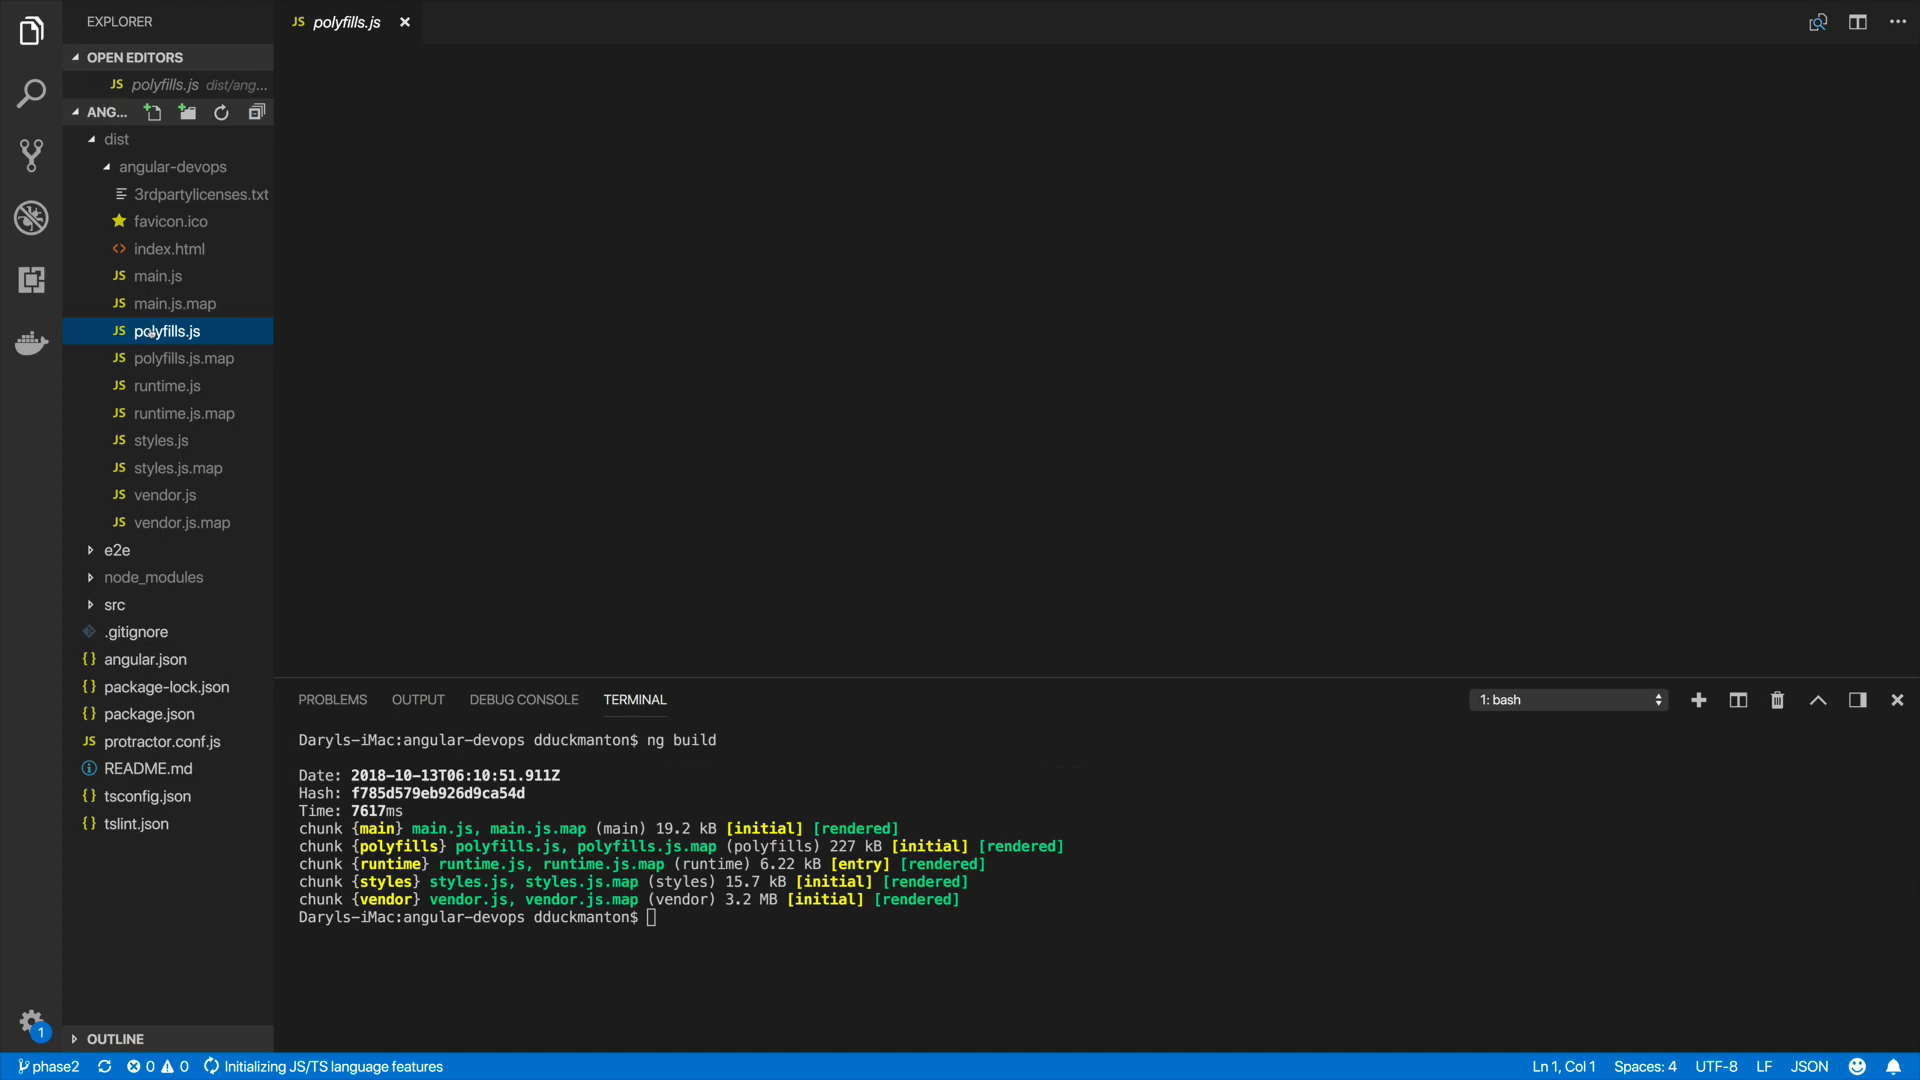 EXPLORER
JS polyfills.js ×
OPEN EDITORS
JS polyfills.js dist/ang...
ANG...
dist
angular-devops
3rdpartylicenses.txt
favicon.ico
<> index.html
JS main.js
JS main.js.map
JS polyfills.js
JS polyfills.js.map
JS runtime.js
JS runtime.js.map
JS styles.js
JS styles.js.map
JS vendor.js
JS vendor.js.map
e2e
node_modules
src
.gitignore
{ } angular.json
{ } package-lock.json
{ } package.json
JS protractor.conf.js
README.md
{ } tsconfig.json
{ } tslint.json
OUTLINE
PROBLEMS OUTPUT DEBUG CONSOLE TERMINAL
1: bash
Daryls-iMac:angular-devops dduckmanton$ ng build
Date: 2018-10-13T06:10:51.911Z
Hash: f785d579eb926d9ca54d
Time: 7617ms
chunk {main} main.js, main.js.map (main) 19.2 kB [initial] [rendered]
chunk {polyfills} polyfills.js, polyfills.js.map (polyfills) 227 kB [initial] [rendered]
chunk {runtime} runtime.js, runtime.js.map (runtime) 6.22 kB [entry] [rendered]
chunk {styles} styles.js, styles.js.map (styles) 15.7 kB [initial] [rendered]
chunk {vendor} vendor.js, vendor.js.map (vendor) 3.2 MB [initial] [rendered]
Daryls-iMac:angular-devops dduckmanton$
1
phase2 0 0 Initializing JS/TS language features
Ln 1, Col 1 Spaces: 4 UTF-8 LF JSON